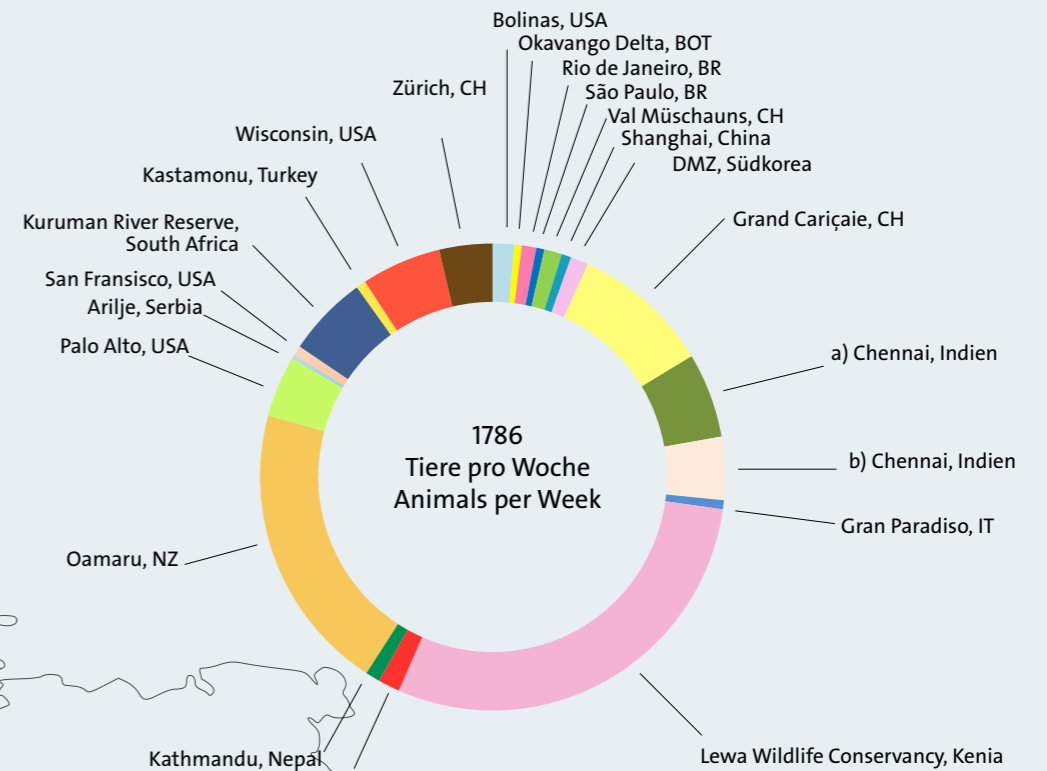 Bolinas, USA
Okavango Delta, BOT
Rio de Janeiro, BR
São Paulo, BR
Val Müschauns, CH
Shanghai, China
DMZ, Südkorea
Zürich, CH
Wisconsin, USA
Kastamonu, Turkey
Kuruman River Reserve,
South Africa
San Fransisco, USA
Arilje, Serbia
Palo Alto, USA
Grand Cariçaie, CH
a) Chennai, Indien
b) Chennai, Indien
Gran Paradiso, IT
1786
Tiere pro Woche
Animals per Week
Oamaru, NZ
Kathmandu, Nepal
Lewa Wildlife Conservancy, Kenia